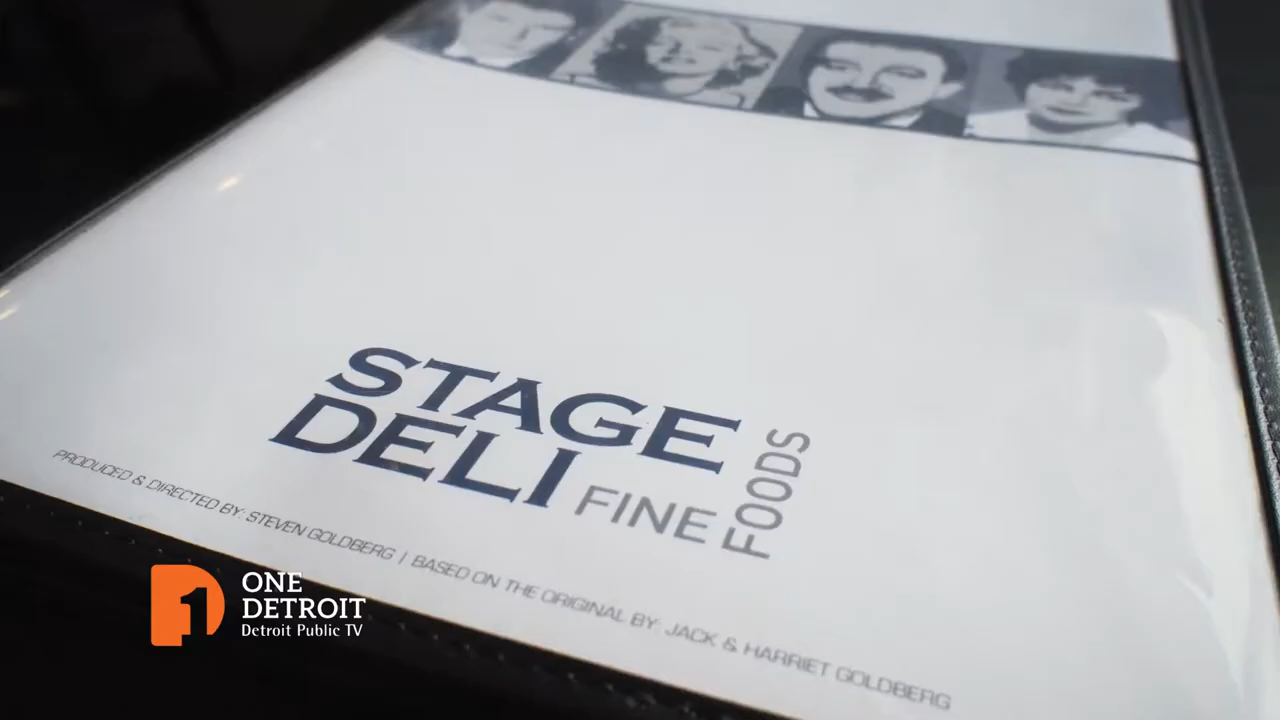 STAGE
DELI
FINE
FOODS
PRODUCED & DIRECTED BY: STEVEN GOLDBERG | BASED ON THE ORIGINAL BY: JACK & HARRIET GOLDBERG
D1
ONE
DETROIT
Detroit Public TV